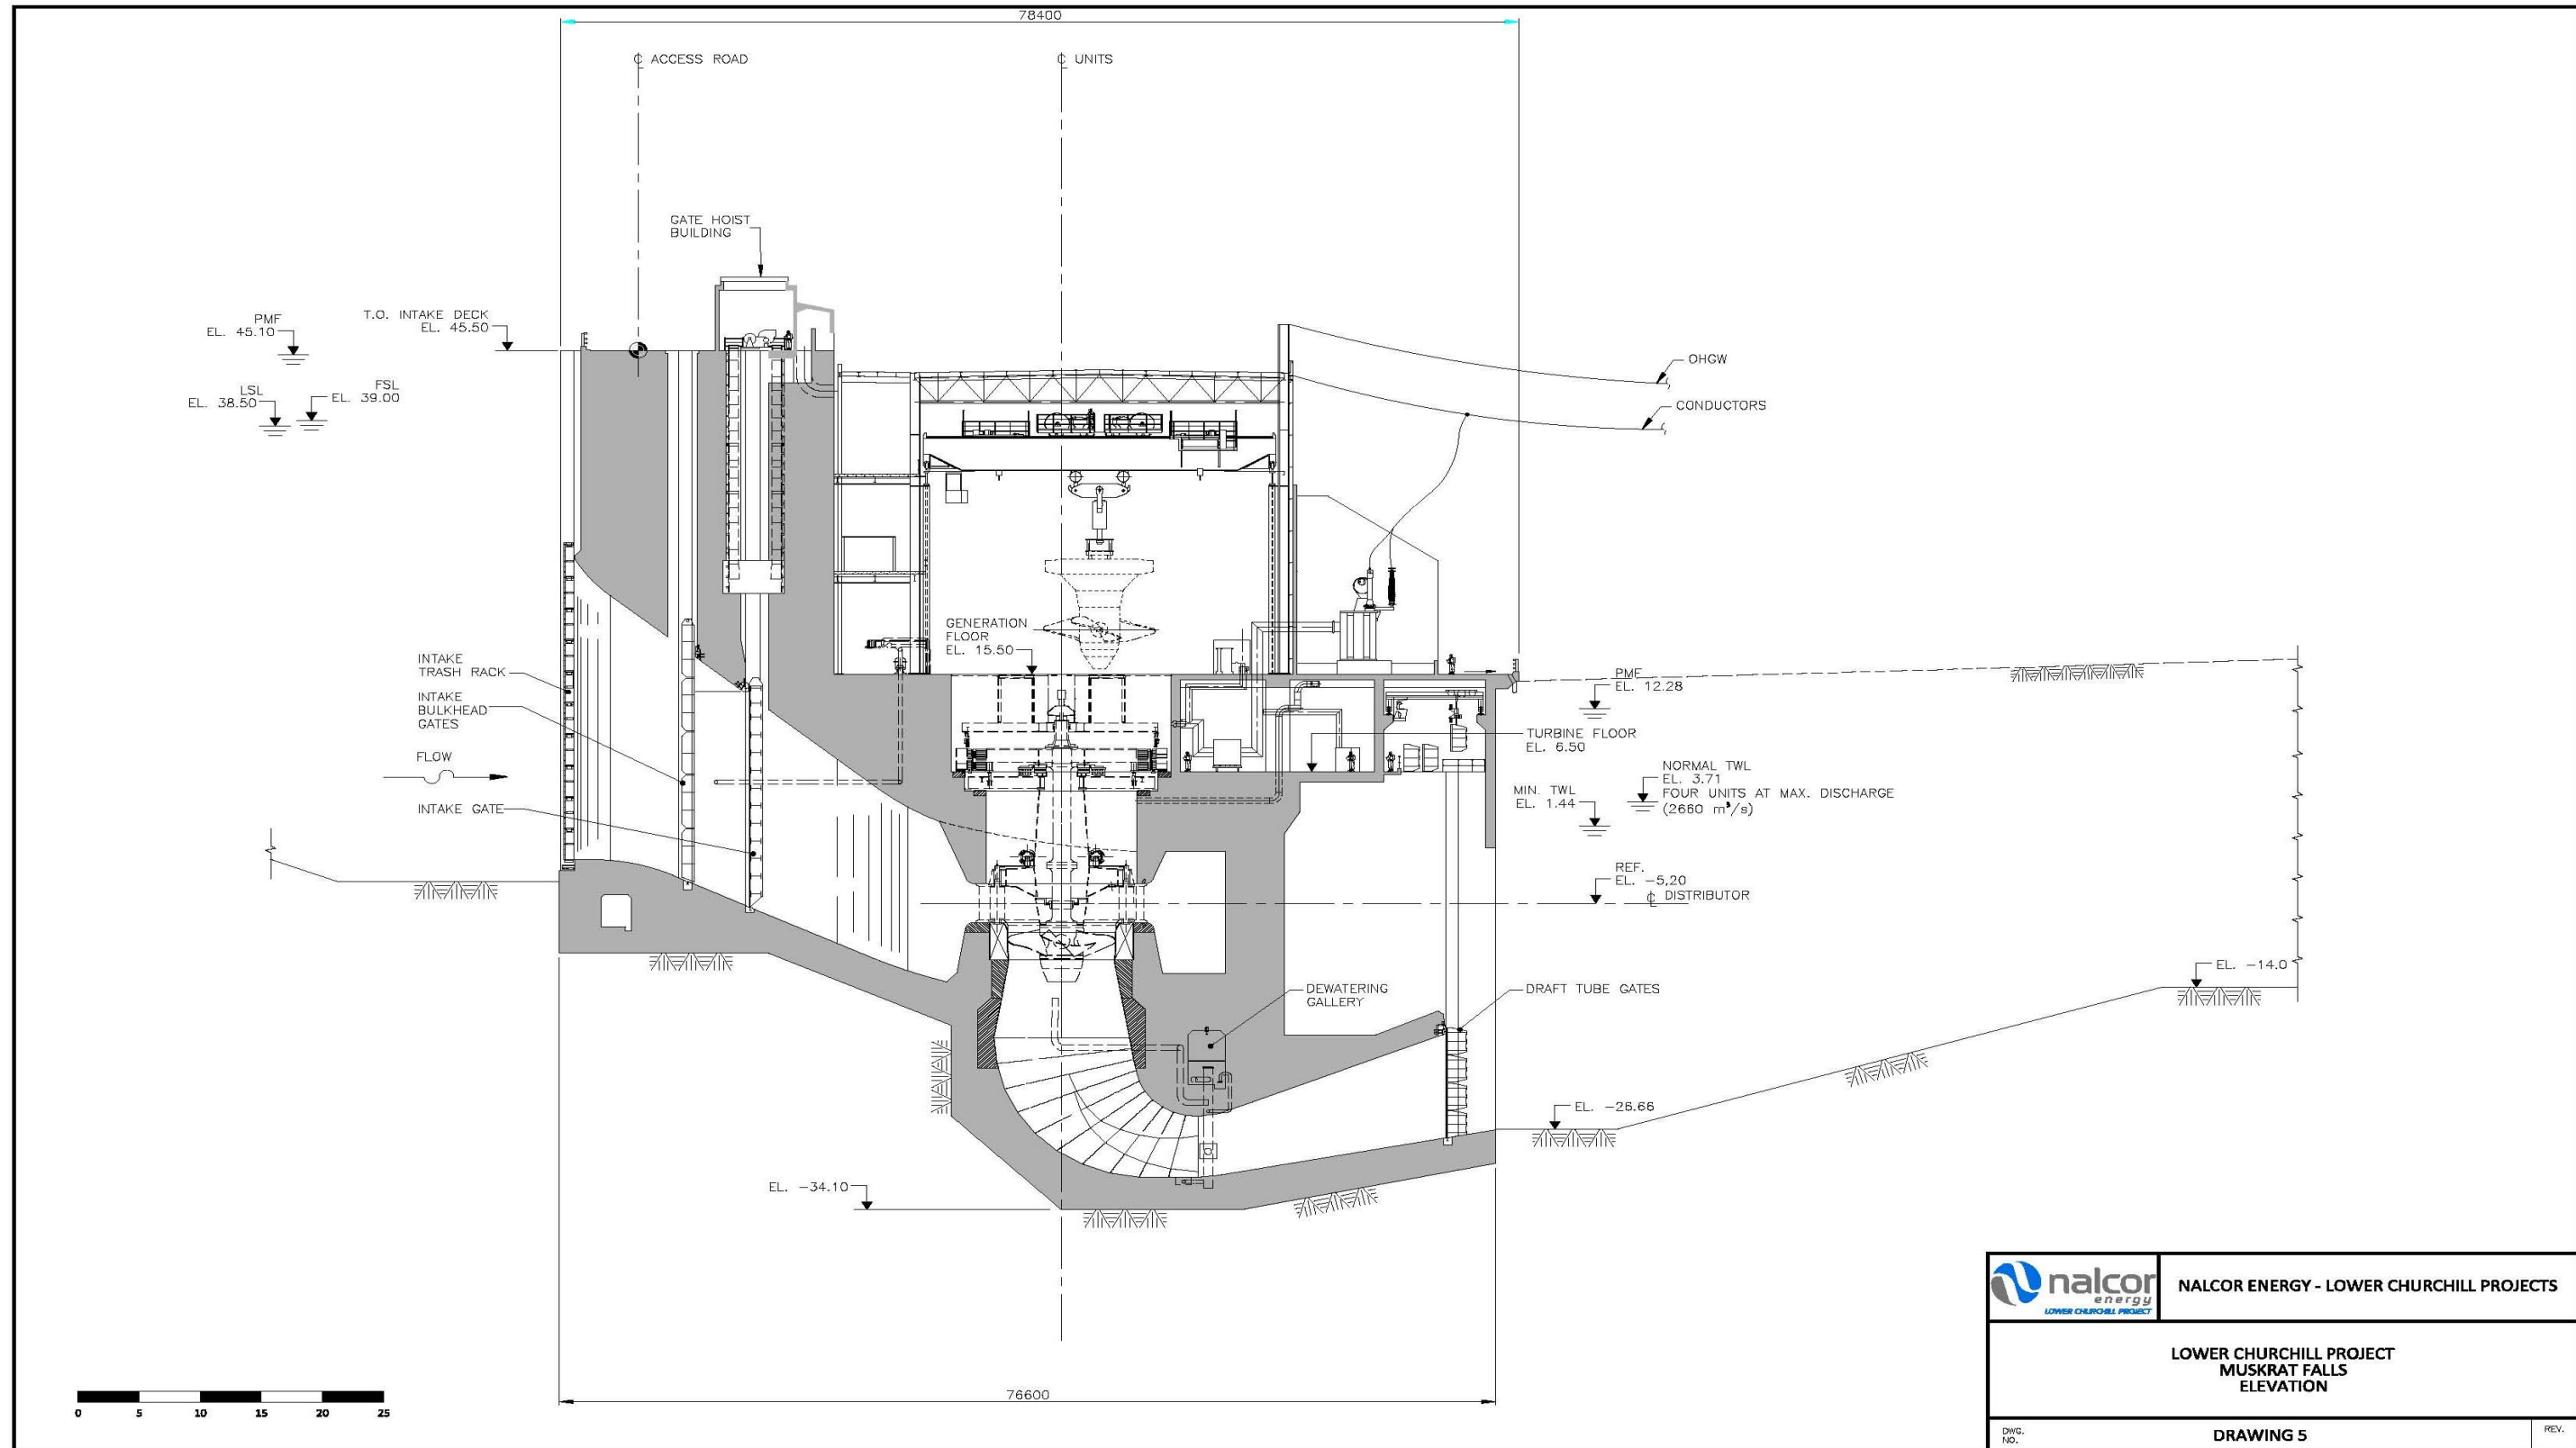 78400
℄ ACCESS ROAD
℄ UNITS
GATE HOIST
BUILDING
PMF
EL. 45.10
T.O. INTAKE DECK
EL. 45.50
LSL
EL. 38.50
FSL
EL. 39.00
OHGW
CONDUCTORS
GENERATION
FLOOR
EL. 15.50
INTAKE
TRASH RACK
INTAKE
BULKHEAD
GATES
FLOW
INTAKE GATE
PMF
EL. 12.28
TURBINE FLOOR
EL. 6.50
NORMAL TWL
EL. 3.71
FOUR UNITS AT MAX. DISCHARGE
(2660 m³/s)
MIN. TWL
EL. 1.44
REF.
EL. -5,20
℄ DISTRIBUTOR
EL. -14.0
DEWATERING
GALLERY
DRAFT TUBE GATES
EL. -26.66
EL. -34.10
76600
0 5 10 15 20 25
nalcor
energy
LOWER CHURCHILL PROJECT
NALCOR ENERGY - LOWER CHURCHILL PROJECTS
LOWER CHURCHILL PROJECT
MUSKRAT FALLS
ELEVATION
DWG.
NO.
DRAWING 5
REV.